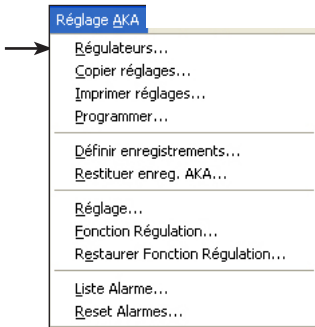 Réglage AKA
Régulateurs...
Copier réglages...
Imprimer réglages...
Programmer...
Définir enregistrements...
Restituer enreg. AKA...
Réglage...
Fonction Régulation...
Restaurer Fonction Régulation...
Liste Alarme...
Reset Alarmes...